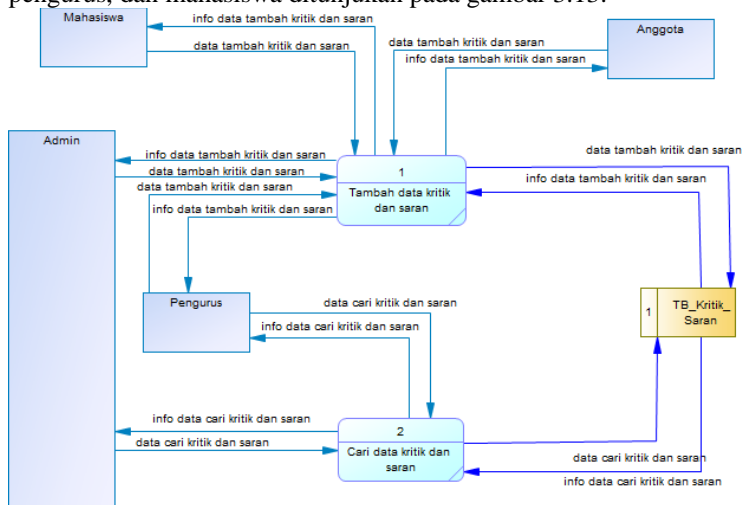 pengurus, dan mahasiswa ditunjukan pada gambar 3.13.
Mahasiswa
info data tambah kritik dan saran
data tambah kritik dan saran
Anggota
data tambah kritik dan saran
info data tambah kritik dan saran
Admin
info data tambah kritik dan saran
data tambah kritik dan saran
data tambah kritik dan saran
info data tambah kritik dan saran
1
Tambah data kritik
dan saran
data tambah kritik dan saran
info data tambah kritik dan saran
Pengurus
data cari kritik dan saran
info data cari kritik dan saran
1
TB_Kritik_
Saran
info data cari kritik dan saran
data cari kritik dan saran
2
Cari data kritik dan
saran
data cari kritik dan saran
info data cari kritik dan saran